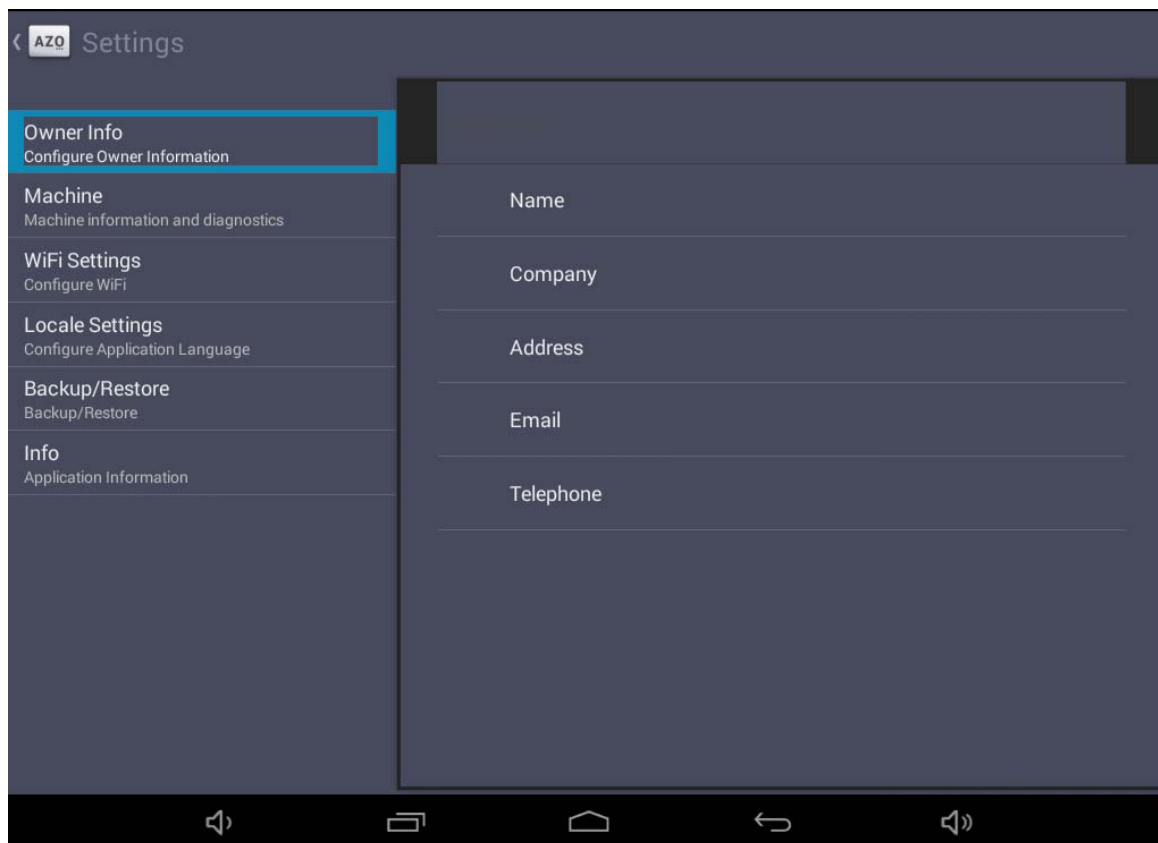 AZO Settings
Owner Info
Configure Owner Information
Machine
Machine information and diagnostics
WiFi Settings
Configure WiFi
Locale Settings
Configure Application Language
Backup/Restore
Backup/Restore
Info
Application Information
Name
Company
Address
Email
Telephone